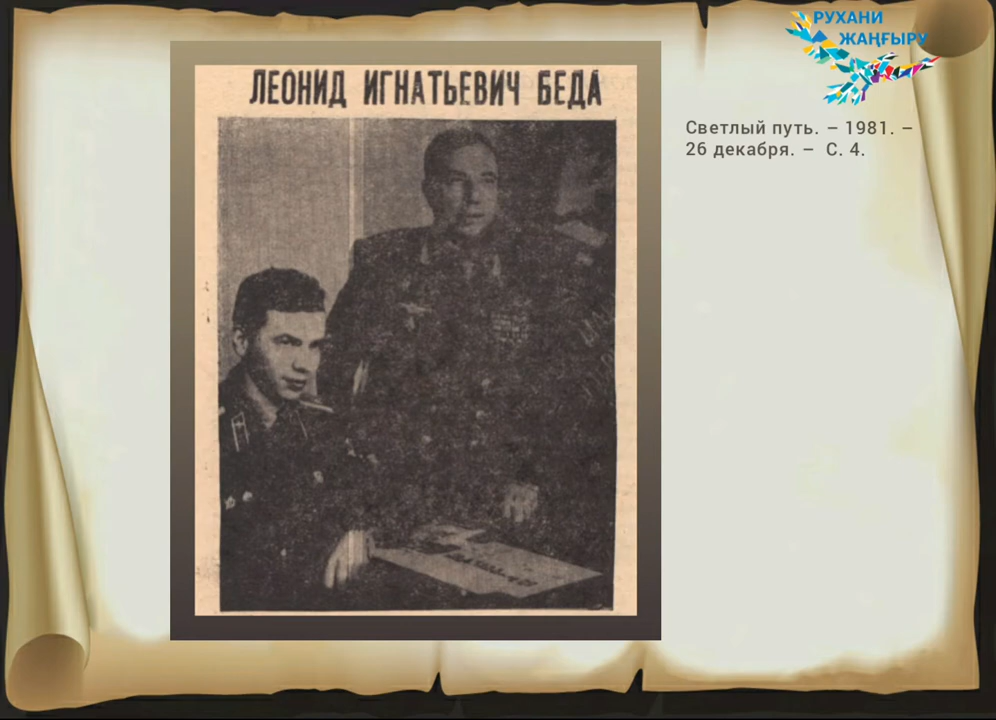 РУХАНИ
ЖАҢҒЫРУ
ЛЕОНИД ИГНАТЬЕВИЧ БЕДА
Светлый путь. – 1981. –
26 декабря. – С. 4.